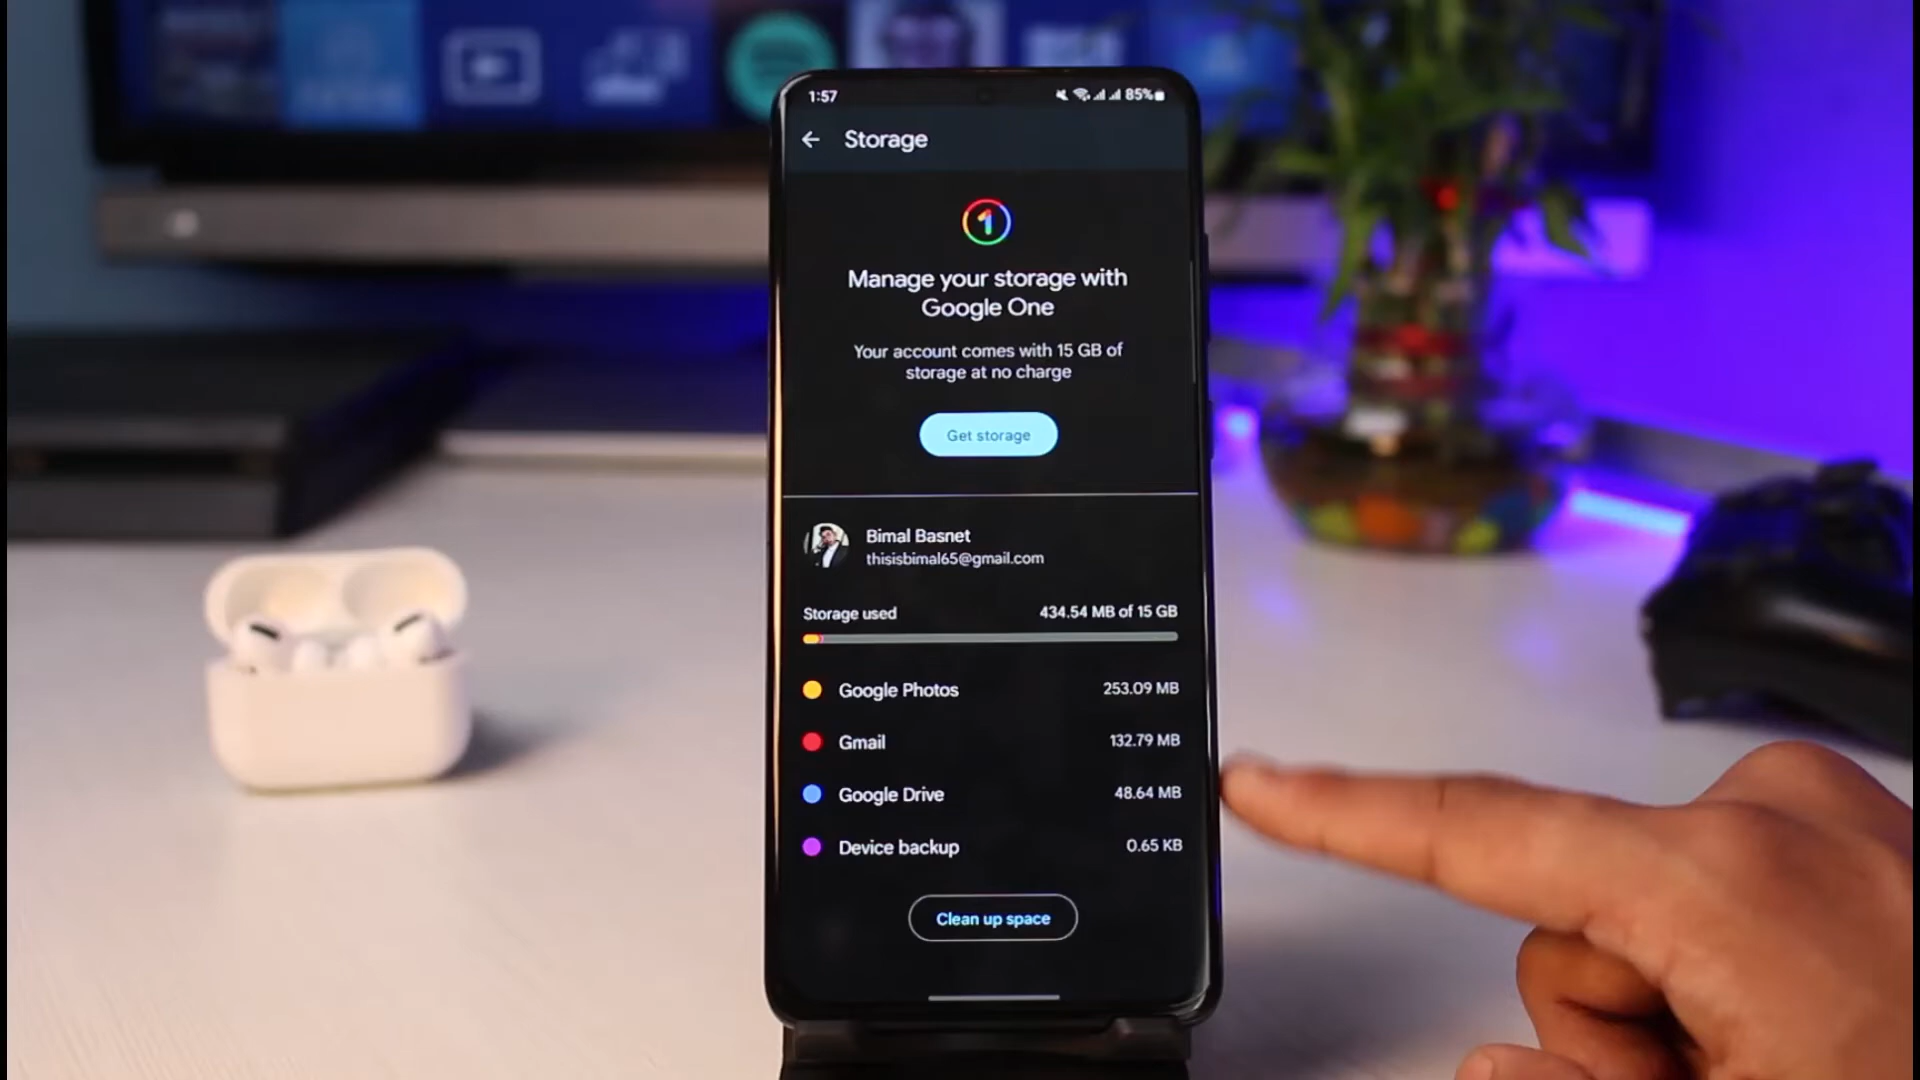 1:57
85%
Storage
1
Manage your storage with
Google One
Your account comes with 15 GB of
storage at no charge
Get storage
Bimal Basnet
thisisbimal65@gmail.com
Storage used 434.54 MB of 15 GB
Google Photos 253.09 MB
Gmail 132.79 MB
Google Drive 48.64 MB
Device backup 0.65 KB
Clean up space